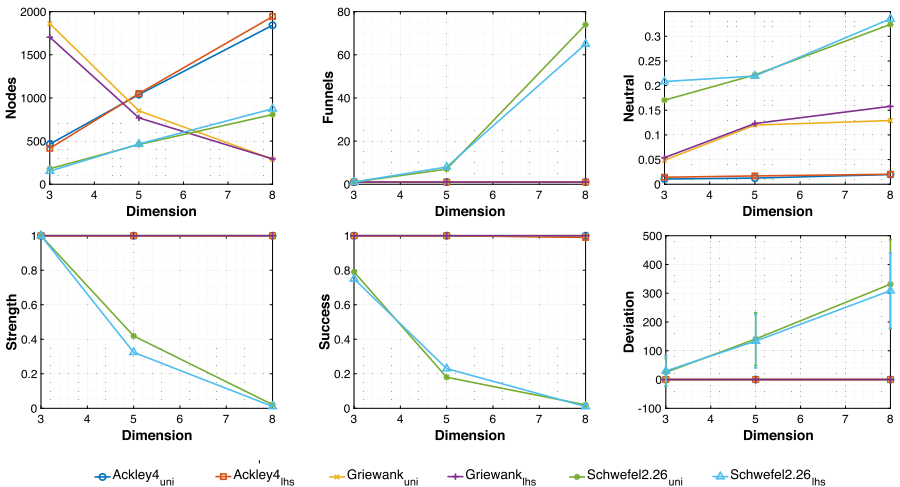 Nodes
2000
1500
1000
500
0
3 4 5 6 7 8
Dimension
Funnels
80
60
40
20
0
3 4 5 6 7 8
Dimension
Neutral
0.3
0.25
0.2
0.15
0.1
0.05
0
3 4 5 6 7 8
Dimension
Strength
1
0.8
0.6
0.4
0.2
0
3 4 5 6 7 8
Dimension
Success
1
0.8
0.6
0.4
0.2
0
3 4 5 6 7 8
Dimension
Deviation
500
400
300
200
100
0
-100
3 4 5 6 7 8
Dimension
Ackley4uni Ackley4lhs Griewankuni Griewanklhs Schwefel2.26uni Schwefel2.26lhs